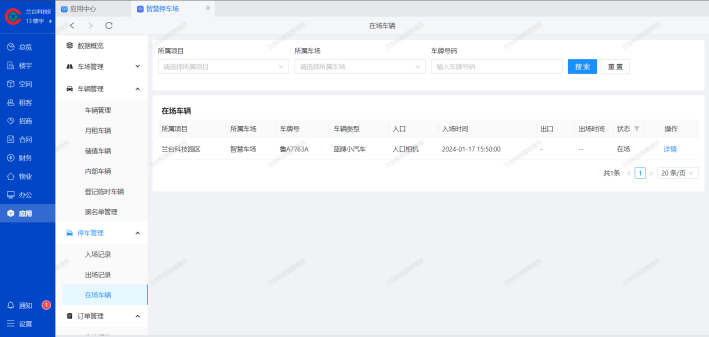 兰台科技园
13 楼宇
总览
楼宇
空间
租客
招商
合同
财务
物业
办公
应用
通知
1
设置
应用中心
智慧停车场
在场车辆
数据概览
车场管理
车辆管理
车辆管理
月租车辆
储值车辆
内部车辆
登记临时车辆
黑名单管理
停车管理
入场记录
出场记录
在场车辆
订单管理
所属项目 所属车场 车牌号码
请选择所属项目 请选择所属车场 输入车牌号码 搜 索 重 置
在场车辆
所属项目 所属车场 车牌号 车辆类型 入口 入场时间 出口 出场时间 状态 操作
兰台科技园区 智慧车场 鲁A7763A 蓝牌小汽车 入口相机 2024-01-17 15:50:00 - -- 在场 详情
共1条 1 20 条/页